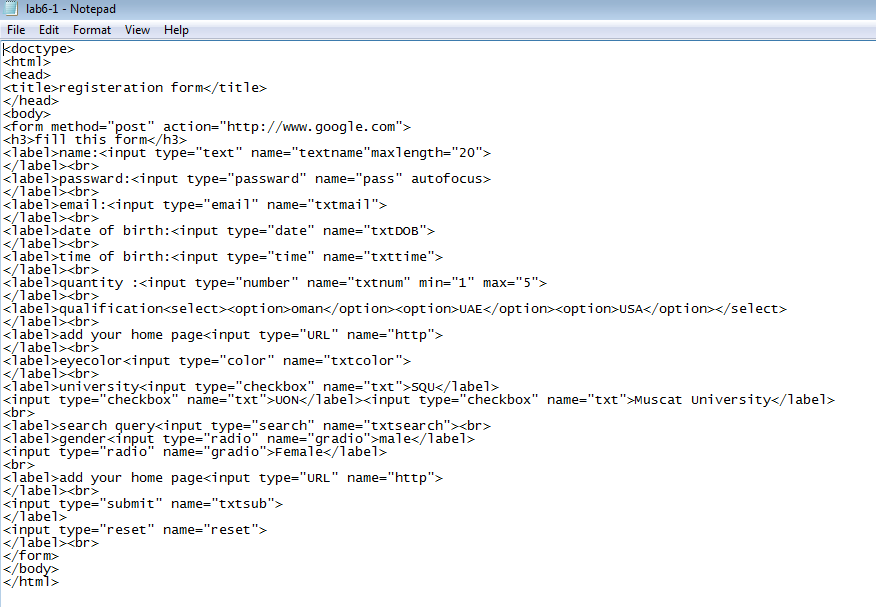 lab6-1 - Notepad
File Edit Format View Help
<doctype>
<html>
<head>
<title>registeration form</title>
</head>
<body>
<form method="post" action="http://www.google.com">
<h3>fill this form</h3>
<label>name:<input type="text" name="textname"maxlength="20">
</label><br>
<label>passward:<input type="passward" name="pass" autofocus>
</label><br>
<label>email:<input type="email" name="txtmail">
</label><br>
<label>date of birth:<input type="date" name="txtDOB">
</label><br>
<label>time of birth:<input type="time" name="txttime">
</label><br>
<label>quantity :<input type="number" name="txtnum" min="1" max="5">
</label><br>
<label>qualification<select><option>oman</option><option>UAE</option><option>USA</option></select>
</label><br>
<label>add your home page<input type="URL" name="http">
</label><br>
<label>eyecolor<input type="color" name="txtcolor">
</label><br>
<label>university<input type="checkbox" name="txt">SQU</label>
<input type="checkbox" name="txt">UON</label><input type="checkbox" name="txt">Muscat University</label>
<br>
<label>search query<input type="search" name="txtsearch"><br>
<label>gender<input type="radio" name="gradio">male</label>
<input type="radio" name="gradio">Female</label>
<br>
<label>add your home page<input type="URL" name="http">
</label><br>
<input type="submit" name="txtsub">
</label>
<input type="reset" name="reset">
</label><br>
</form>
</body>
</html>